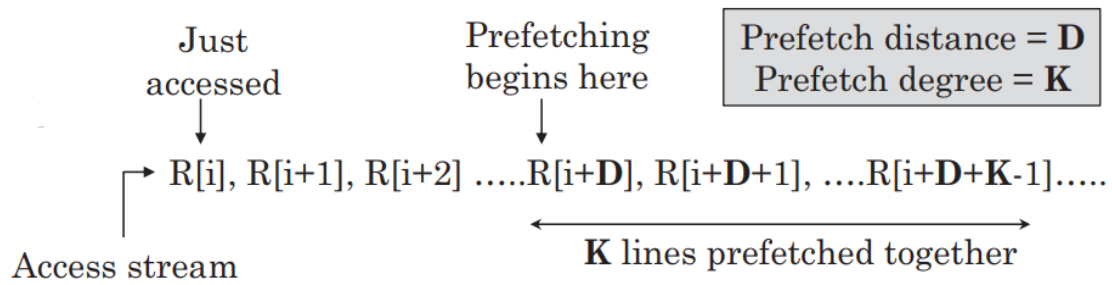 Just
accessed
Prefetching
begins here
Prefetch distance = D
Prefetch degree = K
R[i], R[i+1], R[i+2] .....R[i+D], R[i+D+1], ....R[i+D+K-1].....
K lines prefetched together
Access stream